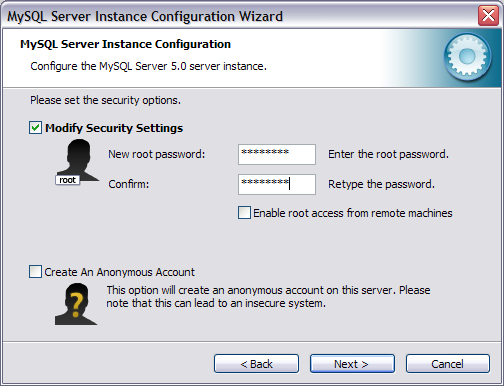 MySQL Server Instance Configuration Wizard
MySQL Server Instance Configuration
Configure the MySQL Server 5.0 server instance.
Please set the security options.
Modify Security Settings
New root password: ******** Enter the root password.
root
Confirm: ******** Retype the password.
Enable root access from remote machines
Create An Anonymous Account
This option will create an anonymous account on this server. Please
note that this can lead to an insecure system.
< Back Next > Cancel